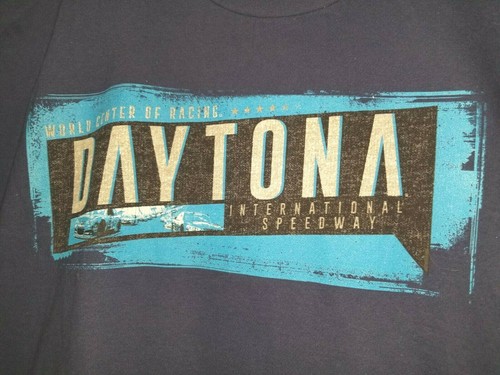 WORLD CENTER OF RACING.
DAYTONA
INTERNATIONAL
SPEEDWAY